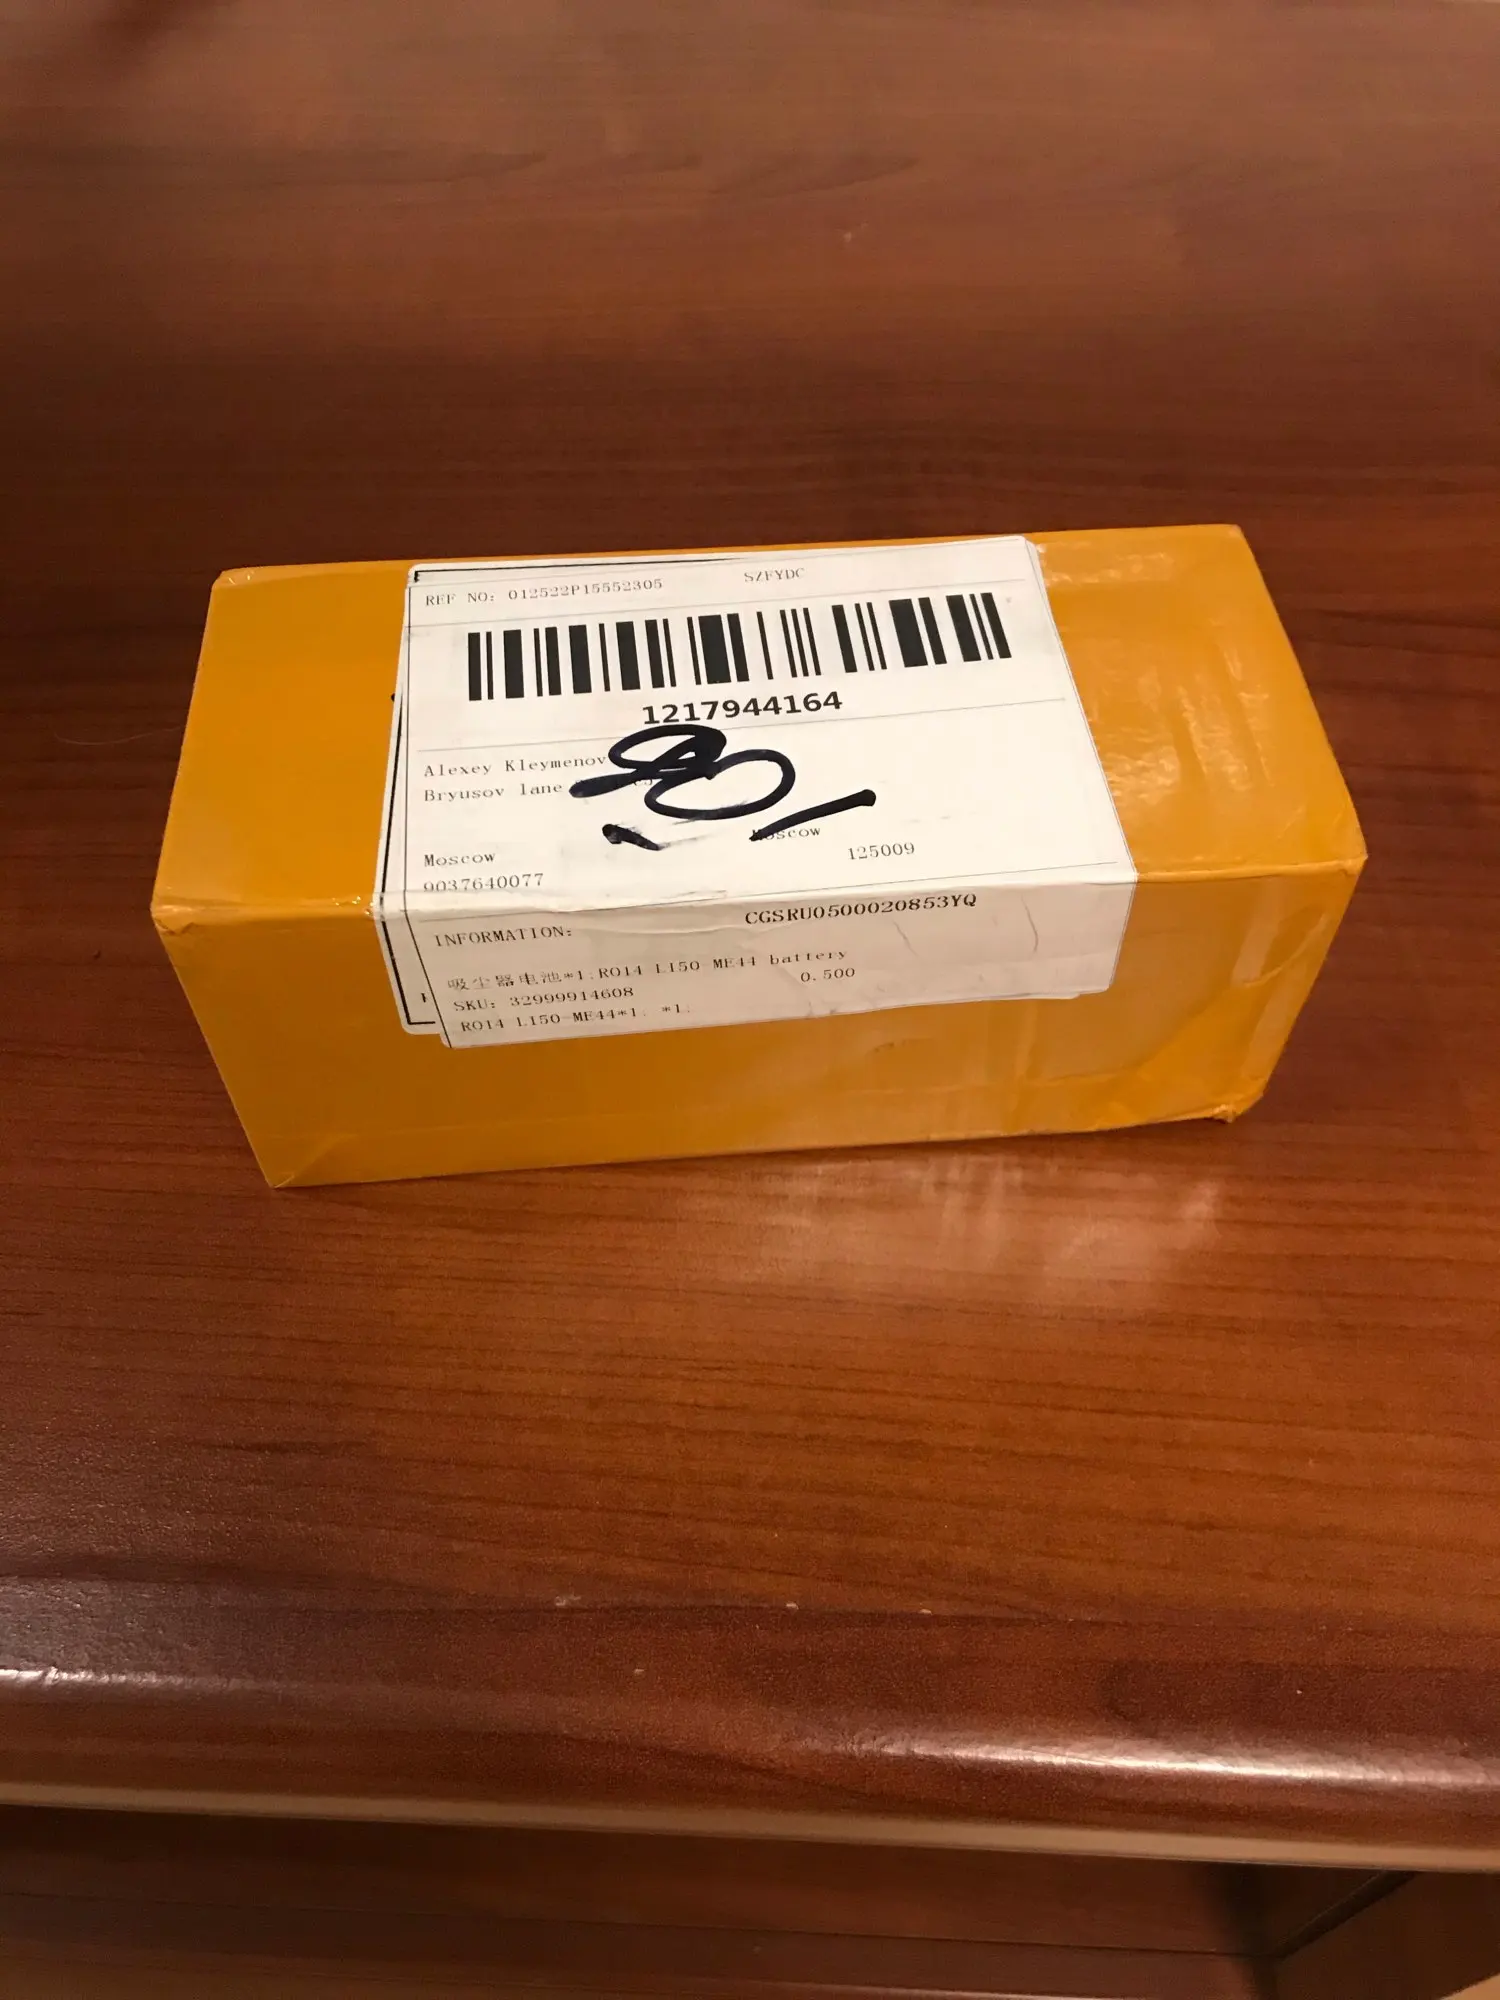 REF NO: 012522P15552305 SZFYDC
1217944164
Alexey Kleymenov
Bryusov lane
Moscow
Moscow 125009
9037640077
CGSRU0500020853YQ
INFORMATION:
吸尘器电池*1;RO14 L150-ME44 battery
SKU: 32999914608 0.500
RO14 L150-ME44*1; *1;